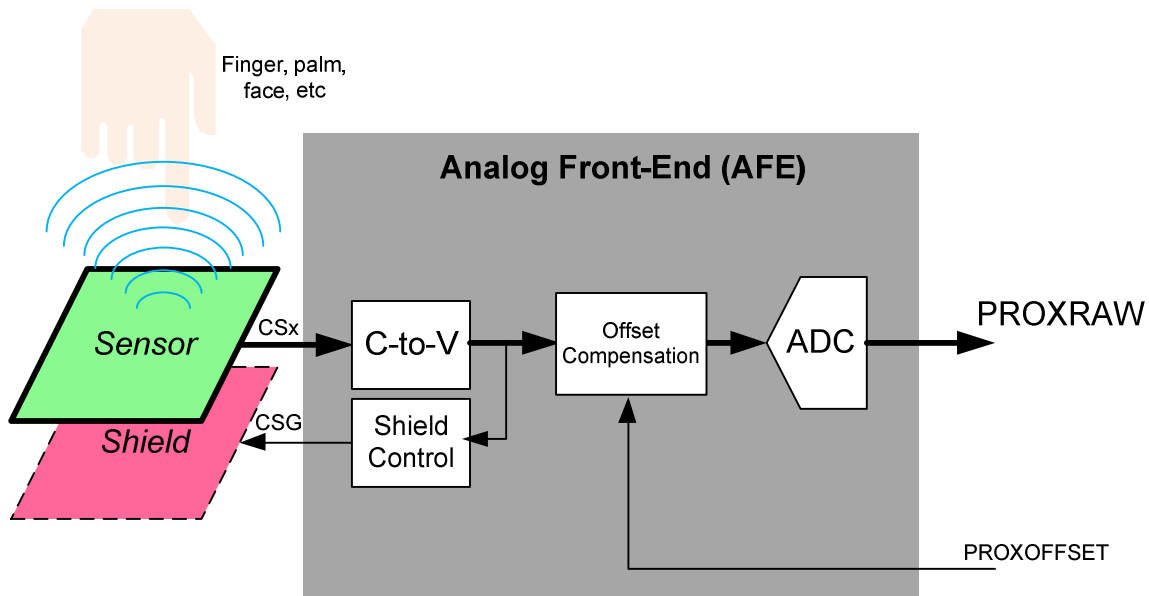 Finger, palm,
face, etc
Analog Front-End (AFE)
Sensor
CSx
C-to-V
Offset
Compensation
ADC
PROXRAW
Shield
CSG
Shield
Control
PROXOFFSET